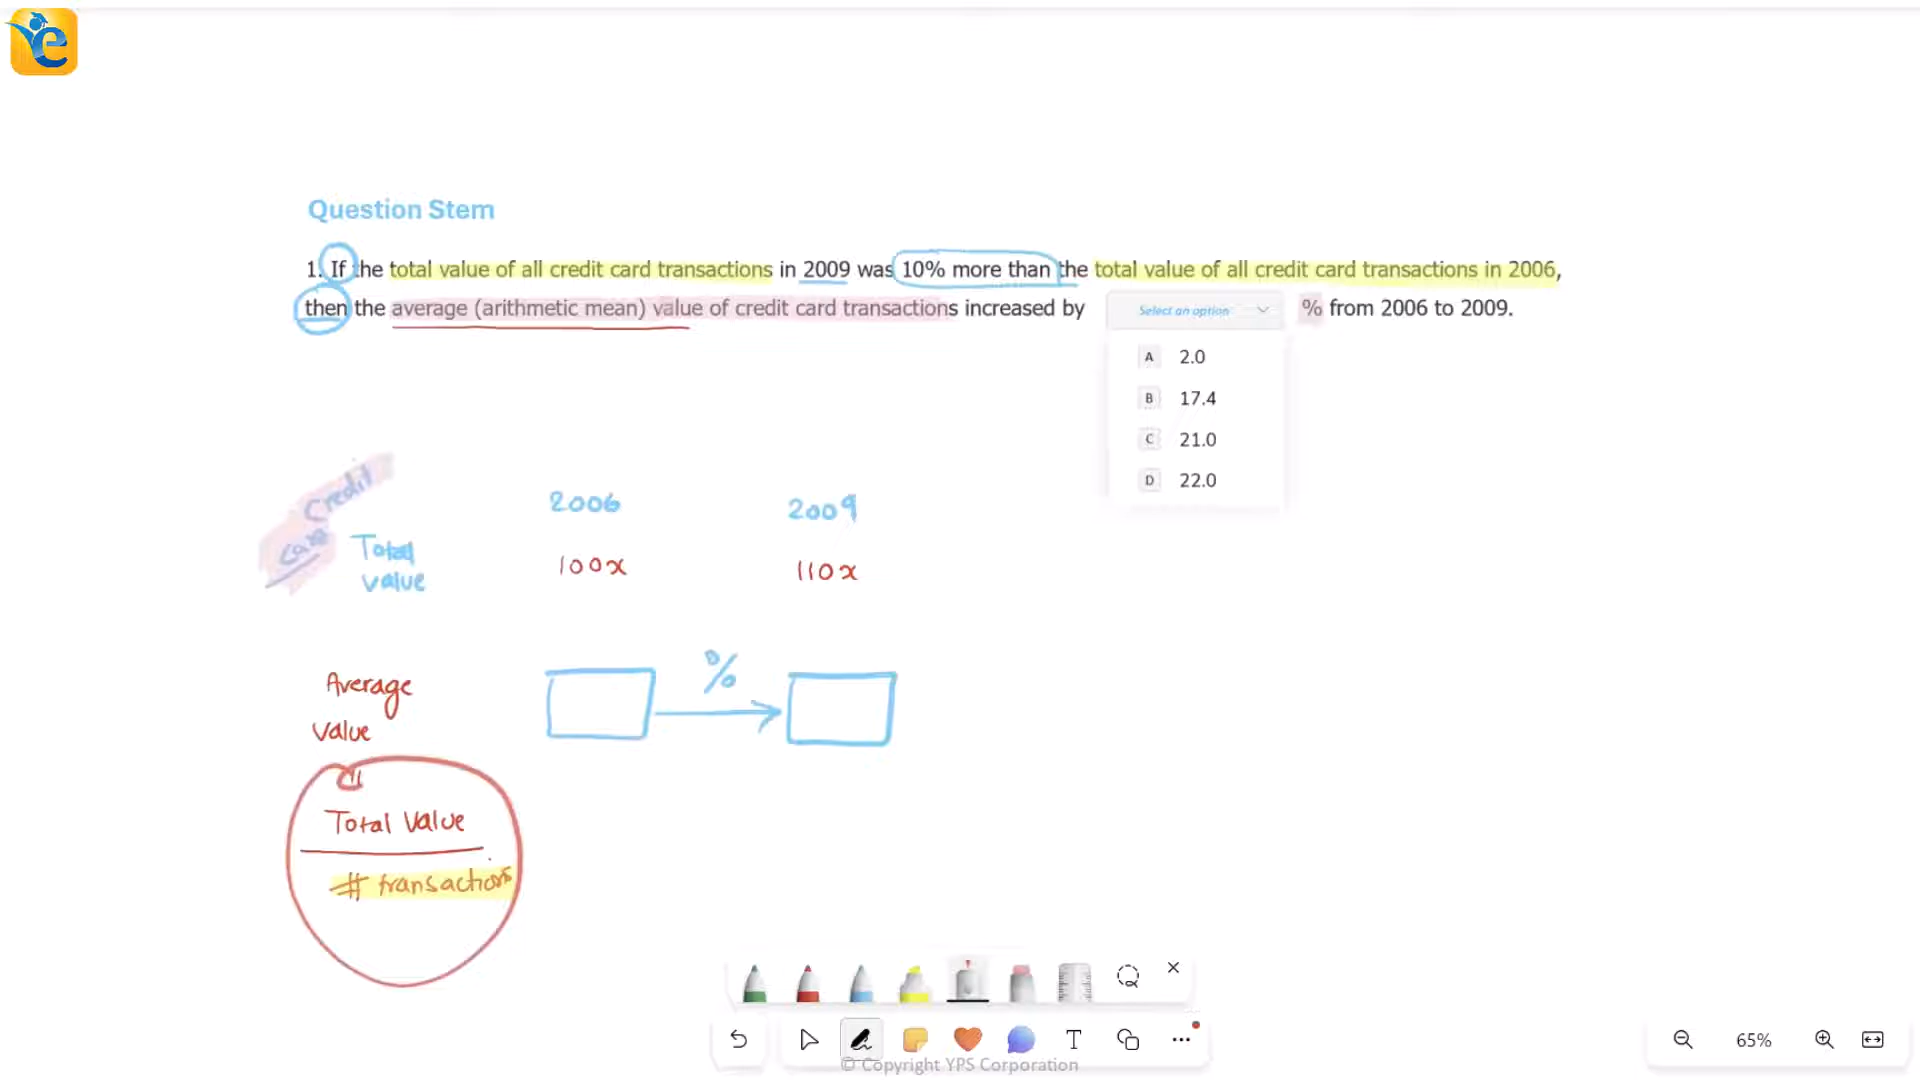 e
Question Stem
1. If the total value of all credit card transactions in 2009 was 10% more than the total value of all credit card transactions in 2006,
then the average (arithmetic mean) value of credit card transactions increased by Select an option % from 2006 to 2009.
A 2.0
B 17.4
C 21.0
D 22.0
Credit
2006 2009
Total
value
100x 110x
Average
Value
%
Total Value
# transactions
T
65%
© Copyright YPS Corporation